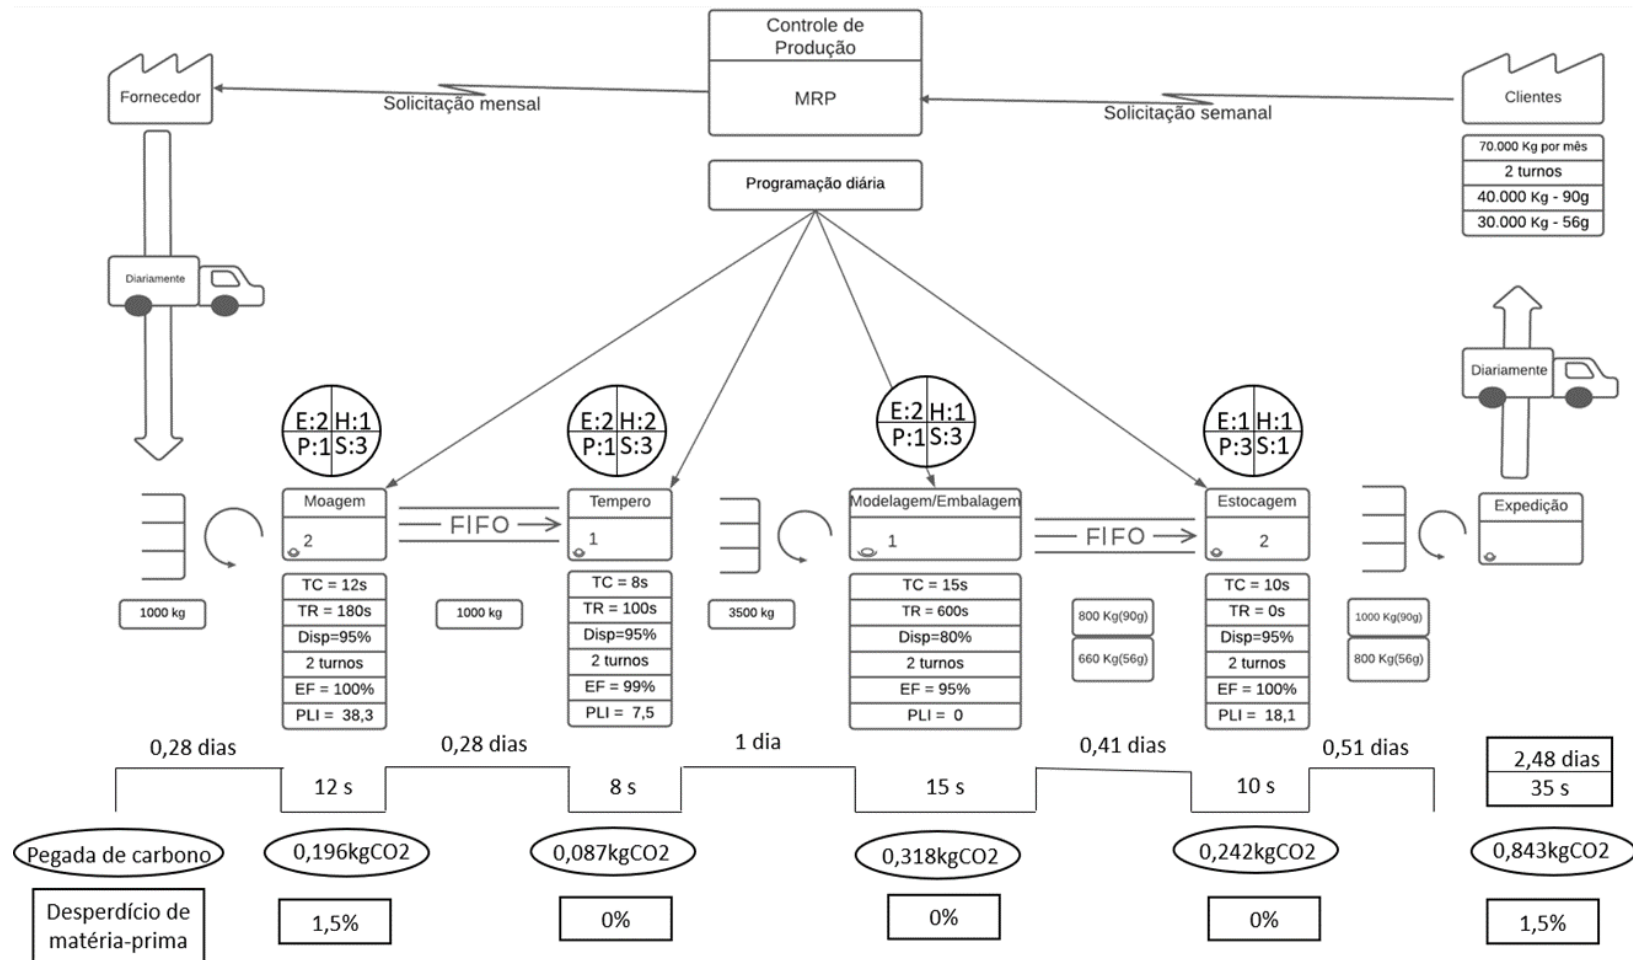 Controle de
Produção
MRP
Fornecedor
Solicitação mensal
Solicitação semanal
Clientes
70.000 Kg por mês
2 turnos
40.000 Kg - 90g
30.000 Kg - 56g
Programação diária
Diariamente
Diariamente
E:2 H:1
P:1 S:3
E:2 H:2
P:1 S:3
E:2 H:1
P:1 S:3
E:1 H:1
P:3 S:1
Moagem
2
FIFO
Tempero
1
Modelagem/Embalagem
1
FIFO
Estocagem
2
Expedição
1000 kg
TC = 12s
TR = 180s
Disp=95%
2 turnos
EF = 100%
PLI = 38,3
1000 kg
TC = 8s
TR = 100s
Disp=95%
2 turnos
EF = 99%
PLI = 7,5
3500 kg
TC = 15s
TR = 600s
Disp=80%
2 turnos
EF = 95%
PLI = 0
800 Kg(90g)
660 Kg(56g)
TC = 10s
TR = 0s
Disp=95%
2 turnos
EF = 100%
PLI = 18,1
1000 Kg(90g)
800 Kg(56g)
0,28 dias
0,28 dias
1 dia
0,41 dias
0,51 dias
2,48 dias
12 s
8 s
15 s
10 s
35 s
Pegada de carbono
0,196kgCO2
0,087kgCO2
0,318kgCO2
0,242kgCO2
0,843kgCO2
Desperdício de
matéria-prima
1,5%
0%
0%
0%
1,5%